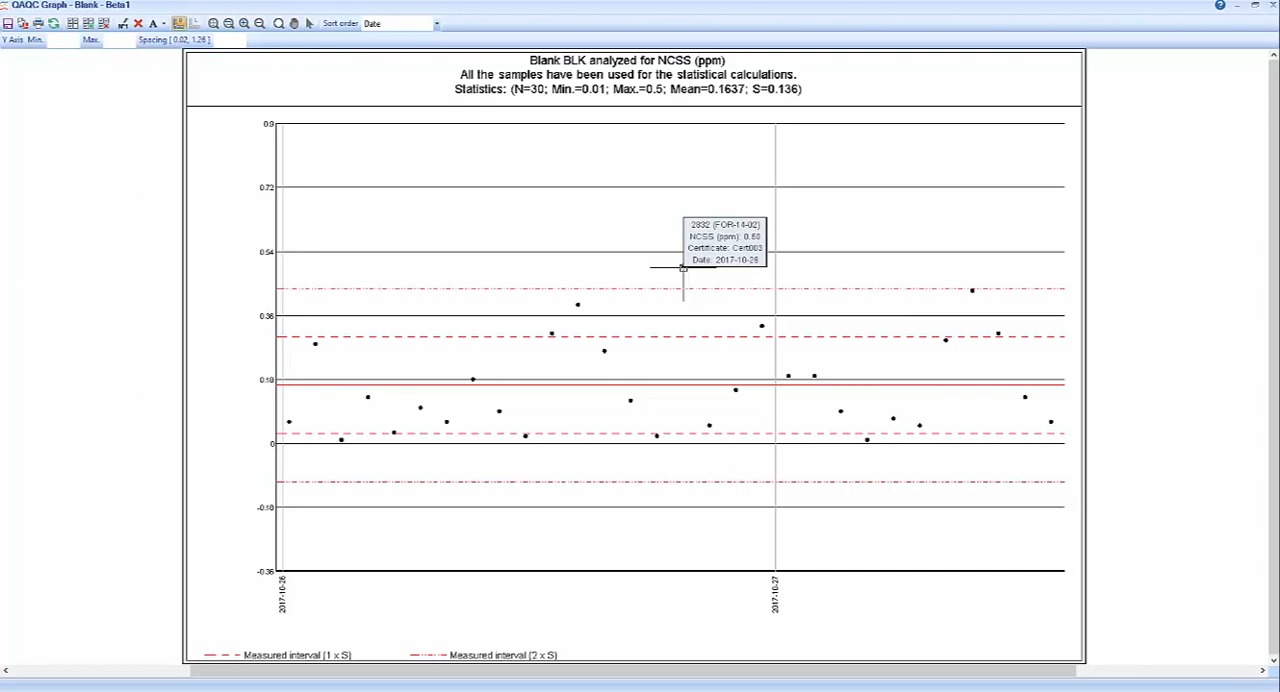 QAQC Graph - Blank - Beta1
Sort order Date
Y Axis Min. Max. Spacing [ 0.02, 1.26 ]
Blank BLK analyzed for NCSS (ppm)
All the samples have been used for the statistical calculations.
Statistics: (N=30; Min.=0.01; Max.=0.5; Mean=0.1637; S=0.136)
0.9
0.72
2832 (FOR-14-02)
NCSS (ppm): 0.50
Certificate: Cert003
Date: 2017-10-26
0.54
0.36
0.18
0
-0.18
-0.36
2017-10-26
2017-10-27
Measured interval (1 x S)
Measured interval (2 x S)